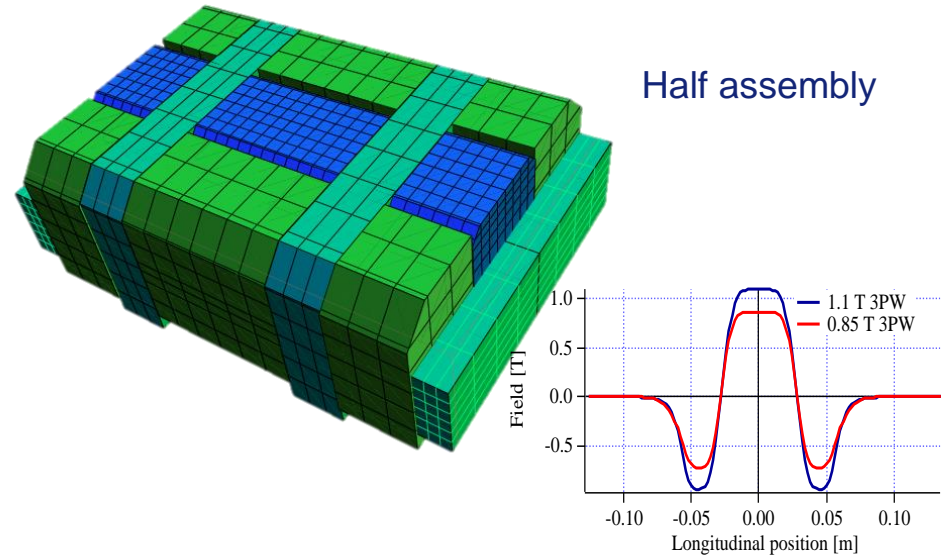 Half assembly
1.1 T 3PW
0.85 T 3PW
Field [T]
1.0
0.5
0.0
-0.5
-0.10 -0.05 0.00 0.05 0.10
Longitudinal position [m]